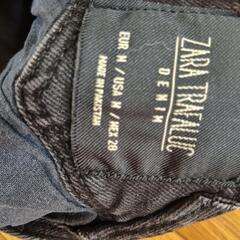 ZARA TRAFALUC
DENIM
EUR M / USA M / MEX 28
MADE IN PAKISTAN